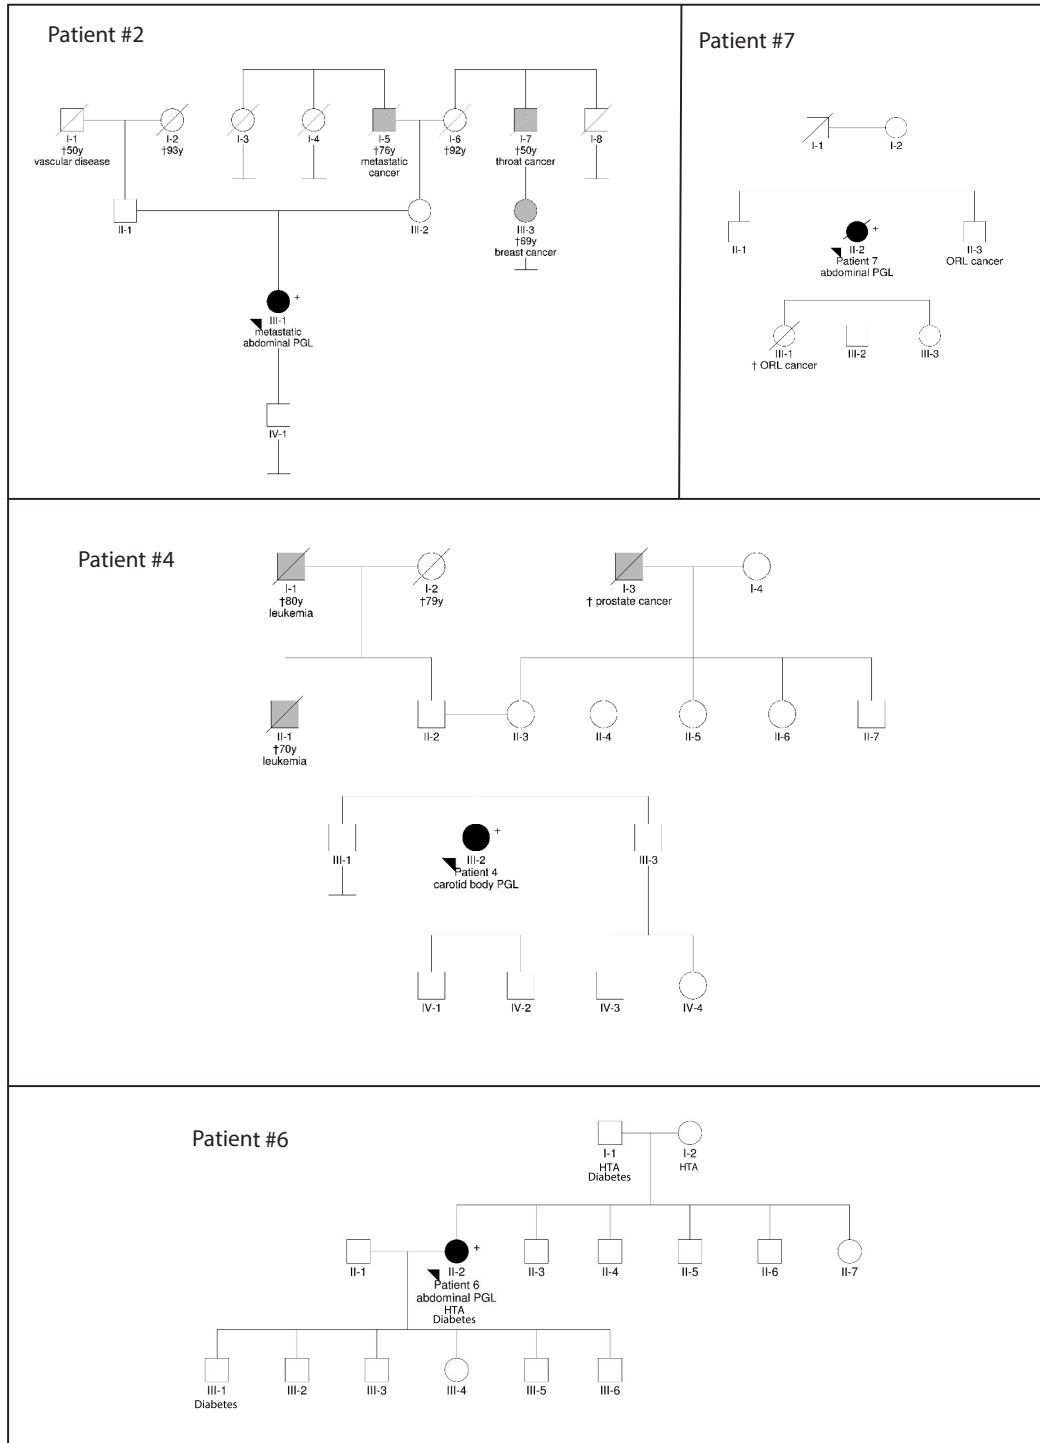 Patient #2
I-1
†50y
vascular disease
I-2
†93y
I-3
I-4
I-5
†76y
metastatic
cancer
I-6
†92y
I-7
†50y
throat cancer
I-8
II-1
III-2
III-3
†69y
breast cancer
+
III-1
metastatic
abdominal PGL
IV-1
Patient #7
I-1
I-2
II-1
+
II-2
Patient 7
abdominal PGL
II-3
ORL cancer
III-1
† ORL cancer
III-2
III-3
Patient #4
I-1
†80y
leukemia
I-2
†79y
I-3
† prostate cancer
I-4
II-1
†70y
leukemia
II-2
II-3
II-4
II-5
II-6
II-7
III-1
+
III-2
Patient 4
carotid body PGL
III-3
IV-1
IV-2
IV-3
IV-4
Patient #6
I-1
HTA
Diabetes
I-2
HTA
II-1
+
II-2
Patient 6
abdominal PGL
HTA
Diabetes
II-3
II-4
II-5
II-6
II-7
III-1
Diabetes
III-2
III-3
III-4
III-5
III-6